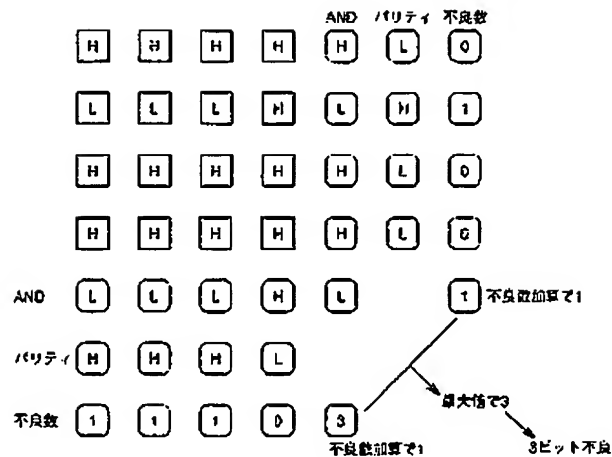 AND パリティ 不良数
H H H H H L 0
L L L H L H 1
H H H H H L 0
H H H H H L 0
AND L L L H L 1 不良数加算で1
パリティ H H H L
最大値で3
不良数 1 1 1 0 3
不良数加算で1
3ビット不良